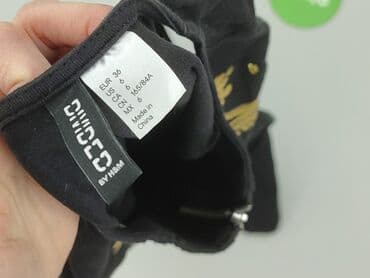 EUR 36
US 6
CA 6
CN 165/84A
MX 6
Made in
China
DIVIDED
BY H&M